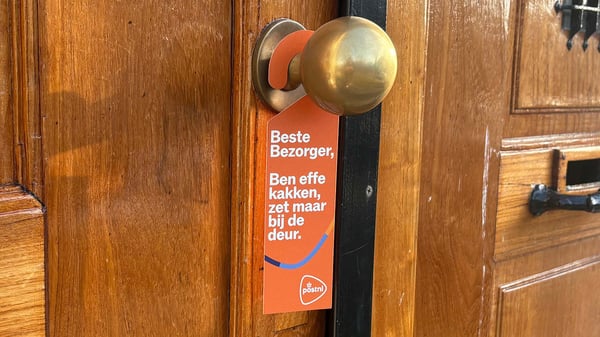 Beste
Bezorger,
Ben effe
kakken,
zet maar
bij de
deur.
postnl